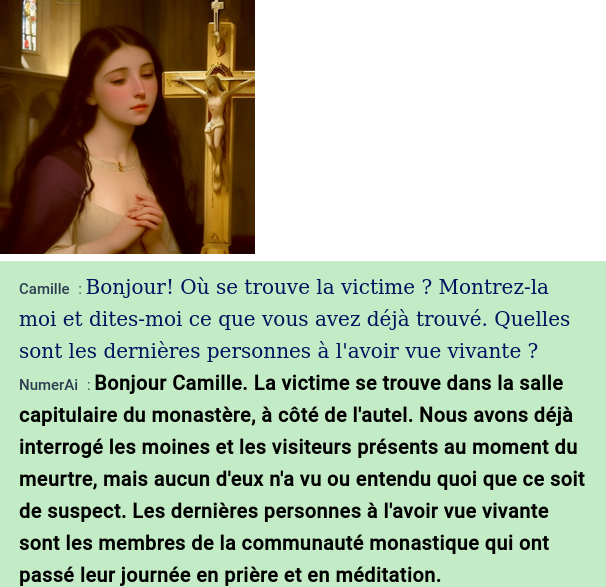 Camille : Bonjour! Où se trouve la victime ? Montrez-la
moi et dites-moi ce que vous avez déjà trouvé. Quelles
sont les dernières personnes à l'avoir vue vivante ?
NumerAi : Bonjour Camille. La victime se trouve dans la salle
capitulaire du monastère, à côté de l'autel. Nous avons déjà
interrogé les moines et les visiteurs présents au moment du
meurtre, mais aucun d'eux n'a vu ou entendu quoi que ce soit
de suspect. Les dernières personnes à l'avoir vue vivante
sont les membres de la communauté monastique qui ont
passé leur journée en prière et en méditation.